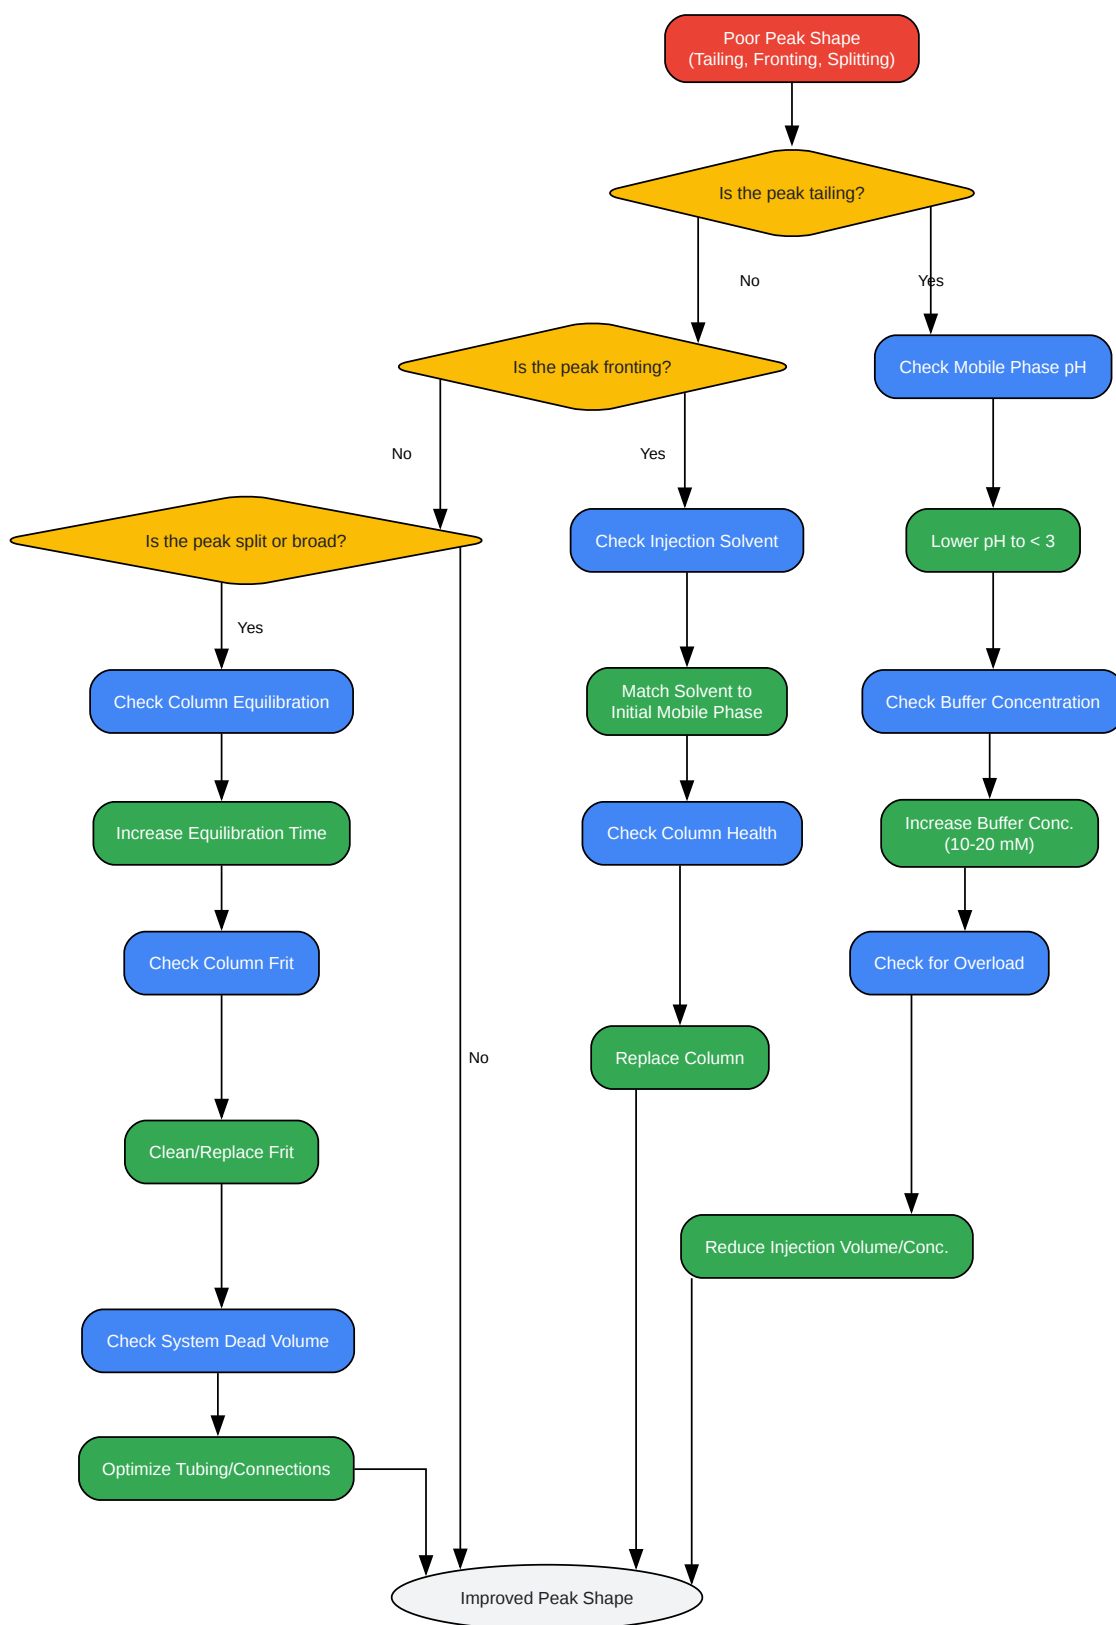 Poor Peak Shape
(Tailing, Fronting, Splitting)
Is the peak tailing?
No
Yes
Is the peak fronting?
Check Mobile Phase pH
No
Yes
Is the peak split or broad?
Check Injection Solvent
Lower pH to < 3
Yes
Check Column Equilibration
Match Solvent to
Initial Mobile Phase
Check Buffer Concentration
Increase Equilibration Time
Check Column Health
Increase Buffer Conc.
(10-20 mM)
Check Column Frit
Check for Overload
No
Replace Column
Clean/Replace Frit
Reduce Injection Volume/Conc.
Check System Dead Volume
Optimize Tubing/Connections
Improved Peak Shape